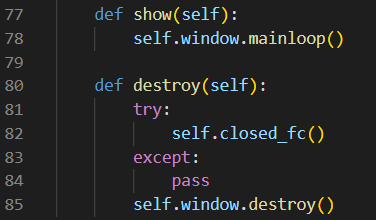 77 def show(self):
78 self.window.mainloop()
79
80 def destroy(self):
81 try:
82 self.closed_fc()
83 except:
84 pass
85 self.window.destroy()